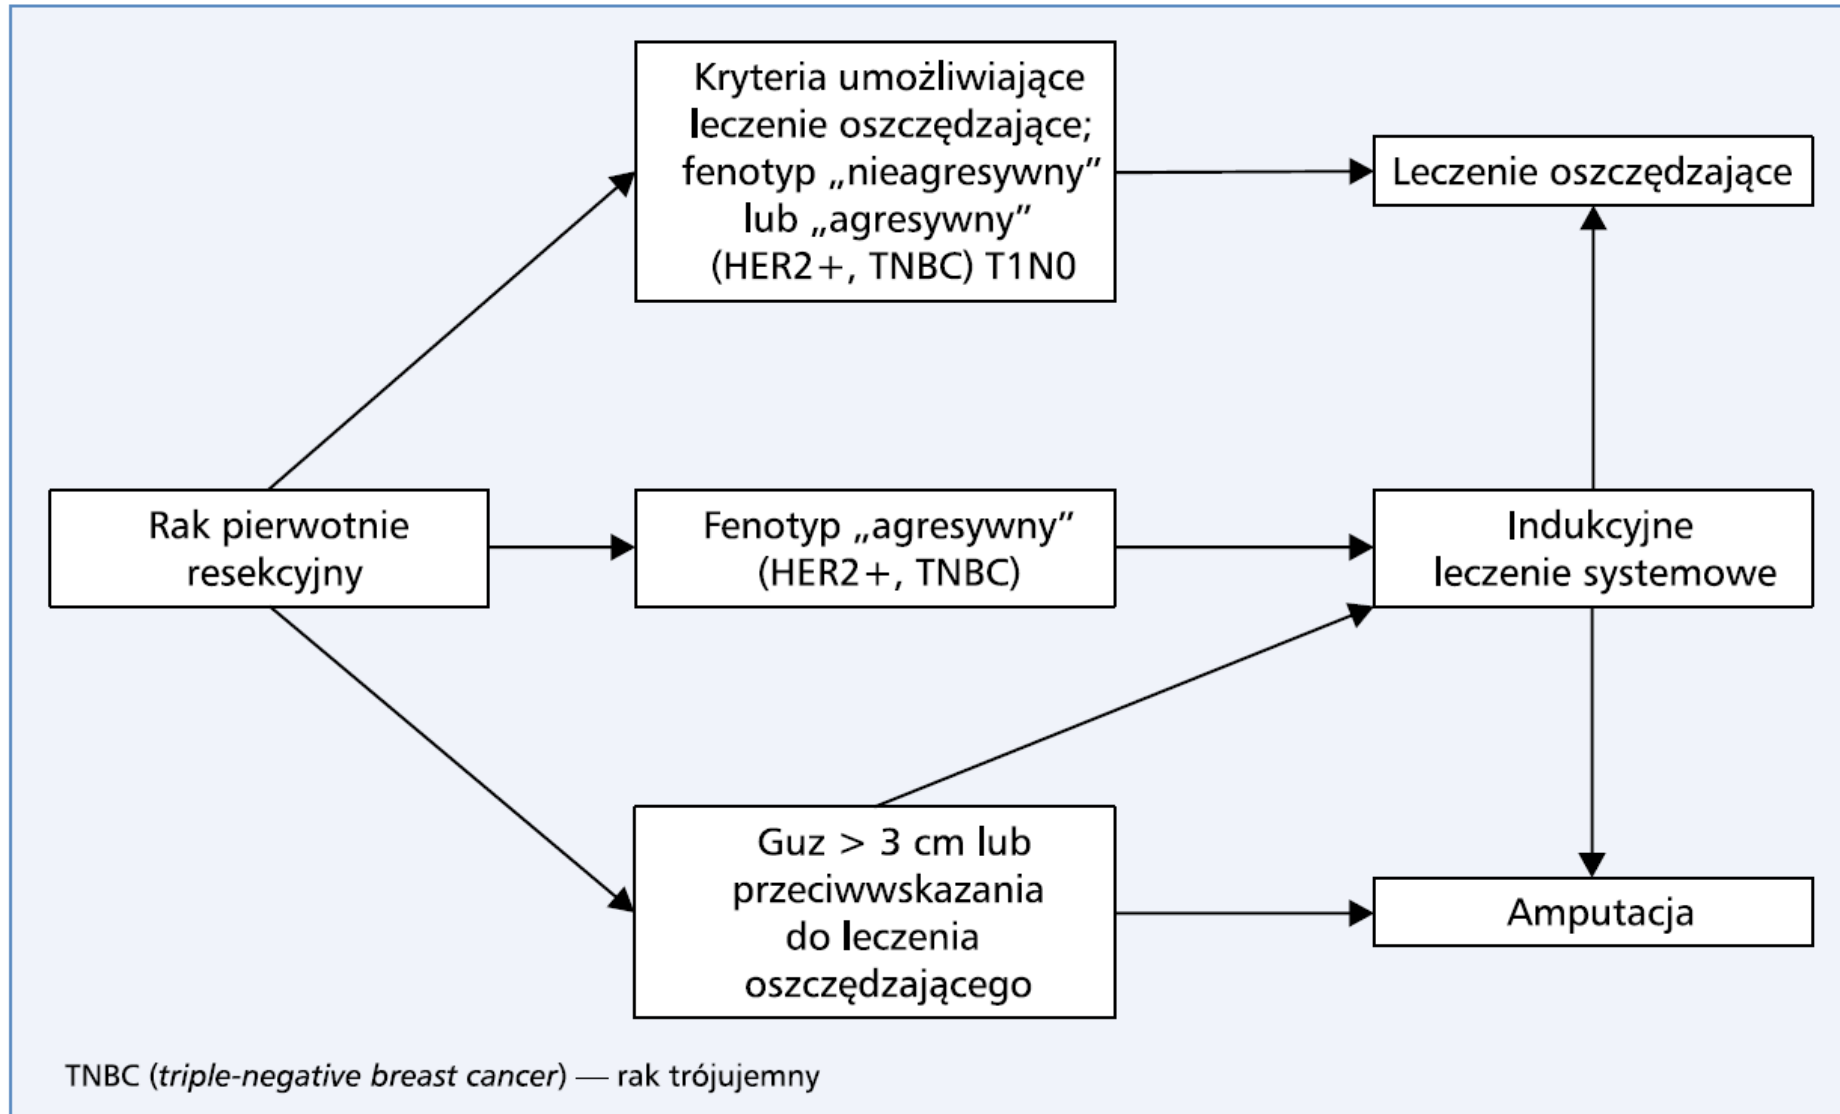 Kryteria umożliwiające
leczenie oszczędzające;
fenotyp „nieagresywny”
lub „agresywny”
(HER2+, TNBC) T1N0
Leczenie oszczędzające
Rak pierwotnie
resekcyjny
Fenotyp „agresywny”
(HER2+, TNBC)
Indukcyjne
leczenie systemowe
Guz > 3 cm lub
przeciwwskazania
do leczenia
oszczędzającego
Amputacja
TNBC (triple-negative breast cancer) — rak trójujemny